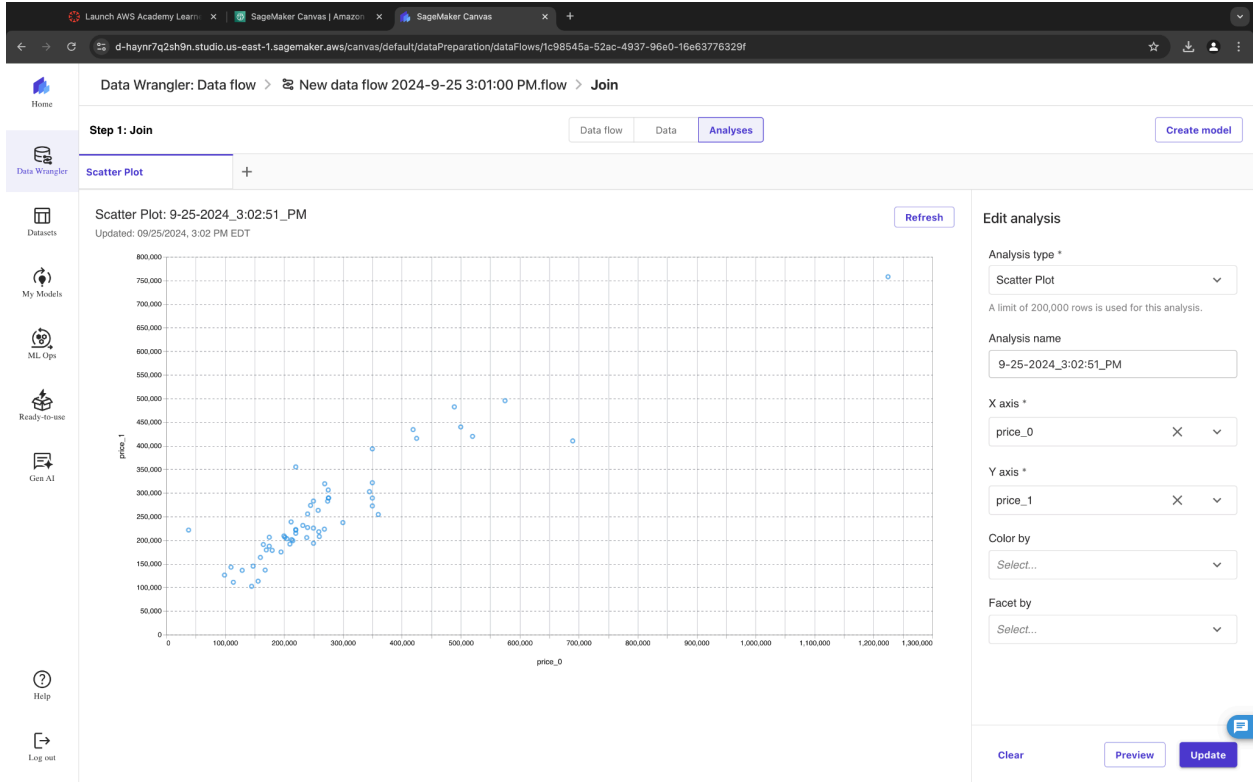 Launch AWS Academy Learne
SageMaker Canvas | Amazon
SageMaker Canvas
d-haynr7q2sh9n.studio.us-east-1.sagemaker.aws/canvas/default/dataPreparation/dataFlows/1c98545a-52ac-4937-96e0-16e63776329f
Home
Data Wrangler: Data flow > New data flow 2024-9-25 3:01:00 PM.flow > Join
Step 1: Join
Data flow
Data
Analyses
Create model
Data Wrangler
Scatter Plot
+
Datasets
My Models
ML Ops
Ready-to-use
Gen AI
Help
Log out
Scatter Plot: 9-25-2024_3:02:51_PM
Updated: 09/25/2024, 3:02 PM EDT
Refresh
800,000
750,000
700,000
650,000
600,000
550,000
500,000
450,000
400,000
350,000
300,000
250,000
200,000
150,000
100,000
50,000
0
price_1
0 100,000 200,000 300,000 400,000 500,000 600,000 700,000 800,000 900,000 1,000,000 1,100,000 1,200,000 1,300,000
price_0
Edit analysis
Analysis type *
Scatter Plot
A limit of 200,000 rows is used for this analysis.
Analysis name
9-25-2024_3:02:51_PM
X axis *
price_0
Y axis *
price_1
Color by
Select...
Facet by
Select...
Clear
Preview
Update